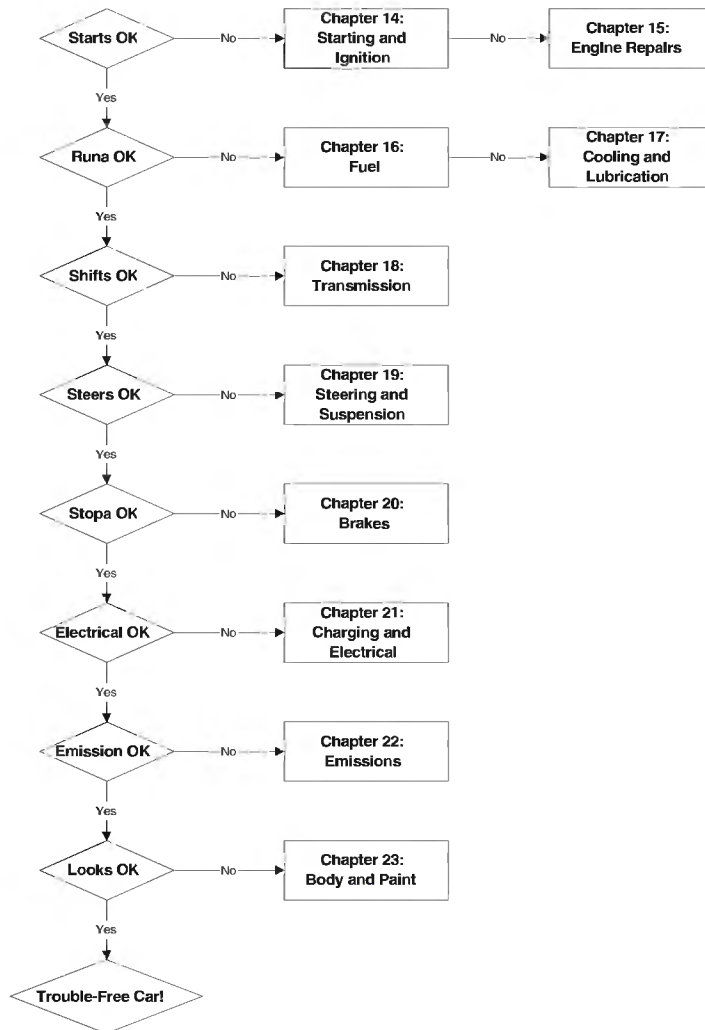 Starts OK
No
Chapter 14:
Starting and
Ignition
No
Chapter 15:
EngIne Repairs
Yes
Runa OK
No
Chapter 16:
Fuel
No
Chapter 17:
Cooling and
Lubrication
Yes
Shifts OK
No
Chapter 18:
Transmission
Yes
Steers OK
No
Chapter 19:
Steering and
Suspension
Yes
Stopa OK
No
Chapter 20:
Brakes
Yes
Electrical OK
No
Chapter 21:
Charging and
Electrical
Yes
Emission OK
No
Chapter 22:
Emissions
Yes
Looks OK
No
Chapter 23:
Body and Paint
Yes
Trouble-Free Car!